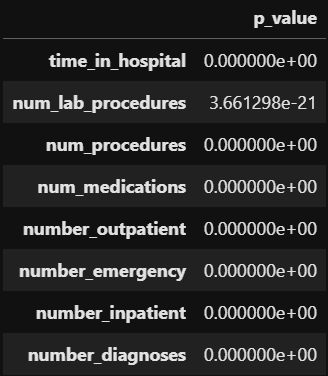 p_value
time_in_hospital 0.000000e+00
num_lab_procedures 3.661298e-21
num_procedures 0.000000e+00
num_medications 0.000000e+00
number_outpatient 0.000000e+00
number_emergency 0.000000e+00
number_inpatient 0.000000e+00
number_diagnoses 0.000000e+00